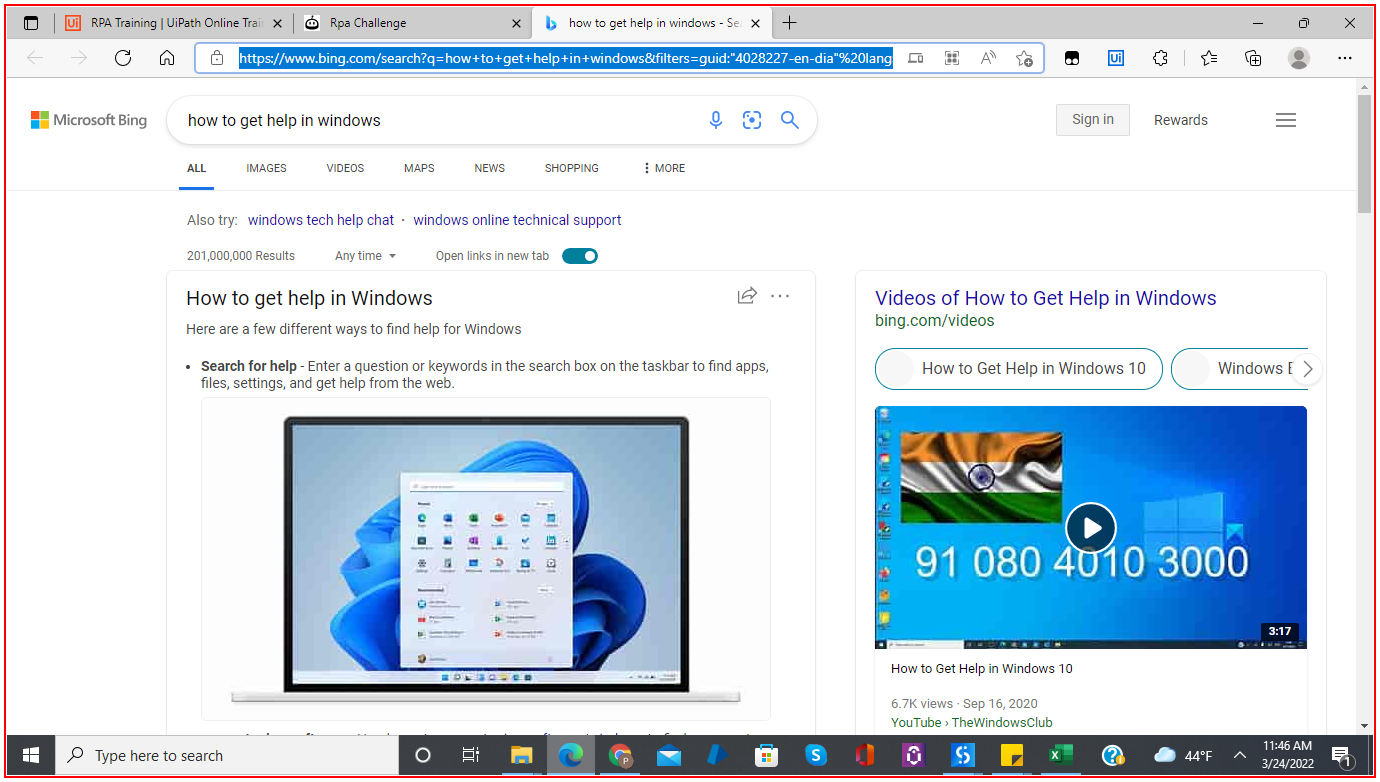 RPA Training | UiPath Online Trai
Rpa Challenge
how to get help in windows - Se
https://www.bing.com/search?q=how+to+get+help+in+windows&filters=guid:"4028227-en-dia"%20lang
Microsoft Bing
how to get help in windows
Sign in
Rewards
ALL
IMAGES
VIDEOS
MAPS
NEWS
SHOPPING
MORE
Also try: windows tech help chat · windows online technical support
201,000,000 Results
Any time
Open links in new tab
How to get help in Windows
Here are a few different ways to find help for Windows
• Search for help - Enter a question or keywords in the search box on the taskbar to find apps,
files, settings, and get help from the web.
Videos of How to Get Help in Windows
bing.com/videos
How to Get Help in Windows 10
Windows
91 080 4010 3000
3:17
How to Get Help in Windows 10
6.7K views · Sep 16, 2020
YouTube › TheWindowsClub
Type here to search
44°F
11:46 AM
3/24/2022
1